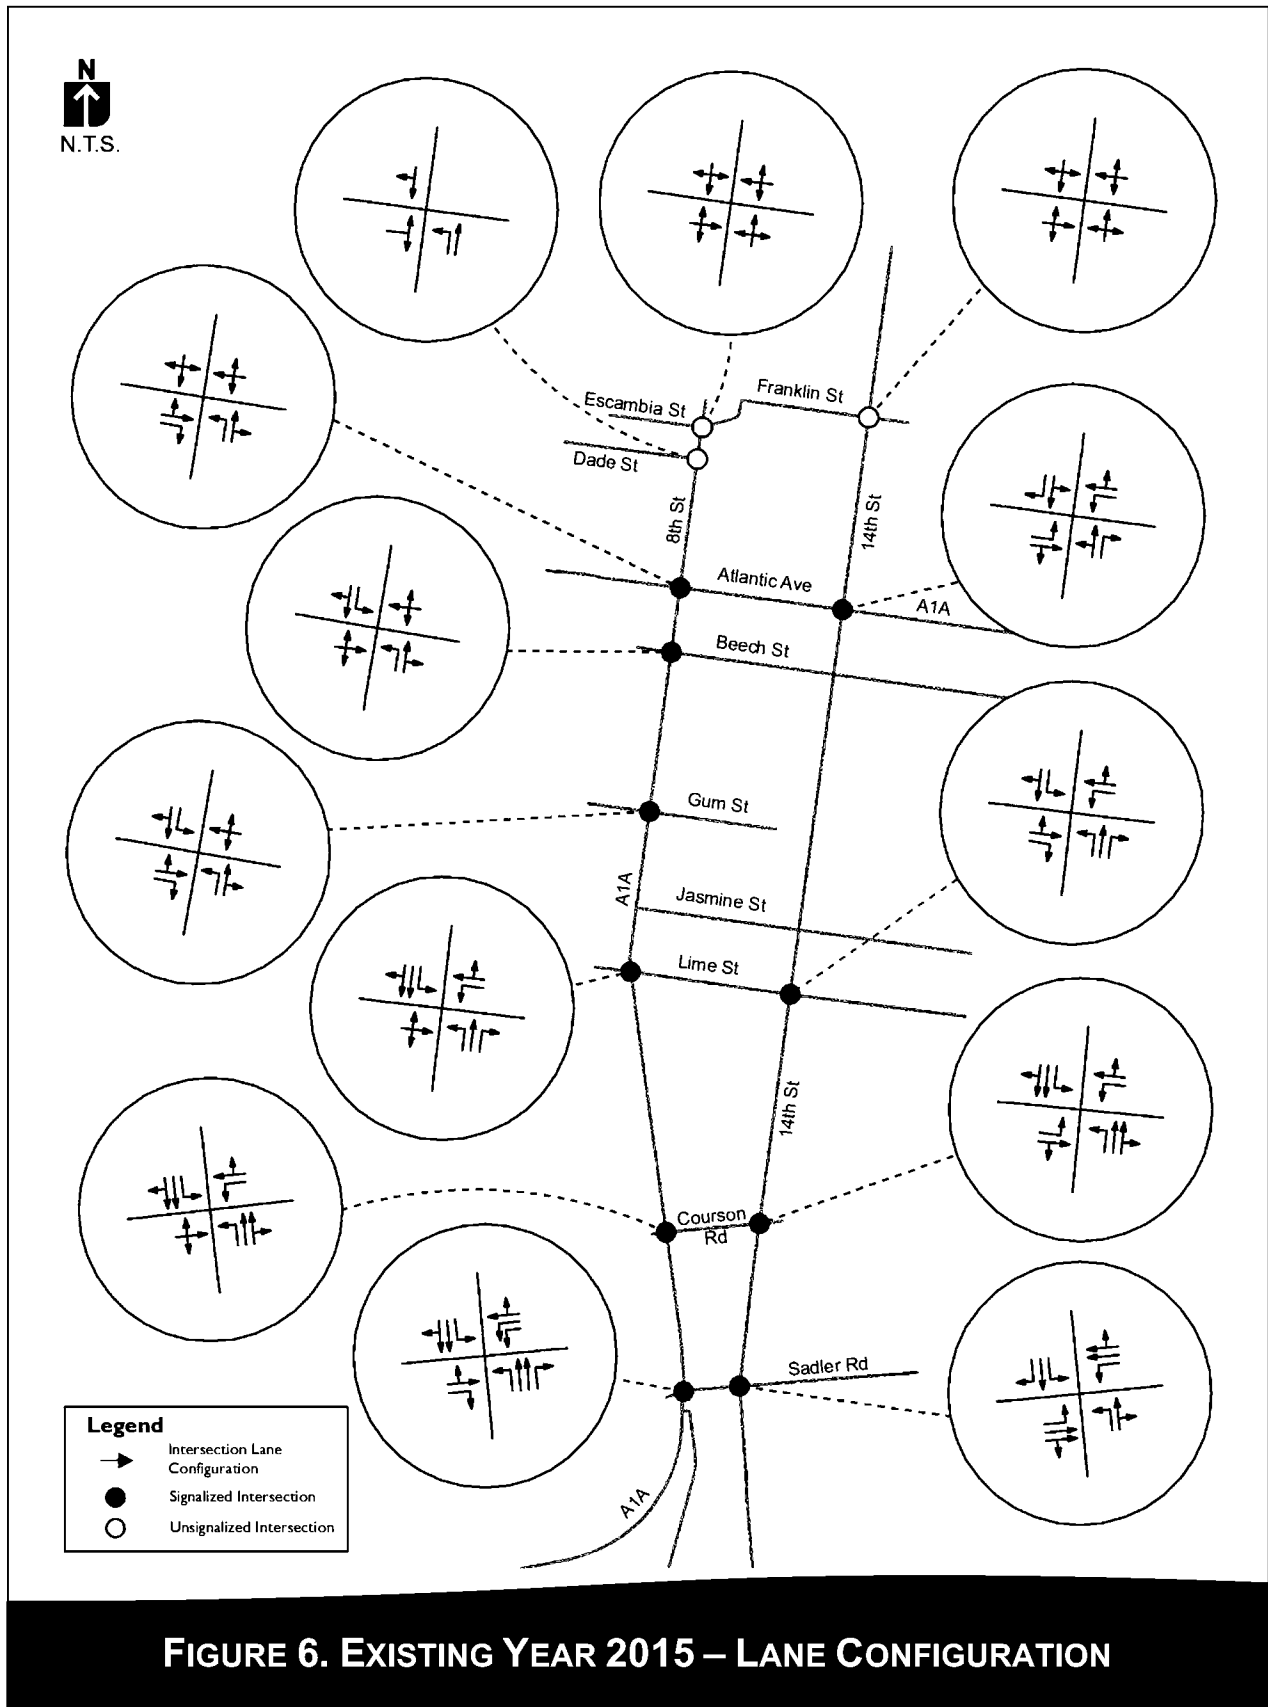 N
N.T.S.
Franklin St
Escambia St
Dade St
8th St
14th St
Atlantic Ave
A1A
Beech St
Gum St
A1A
Jasmine St
Lime St
14th St
Courson
Rd
Sadler Rd
A1A
Legend
Intersection Lane
Configuration
Signalized Intersection
Unsignalized Intersection
FIGURE 6. EXISTING YEAR 2015 – LANE CONFIGURATION